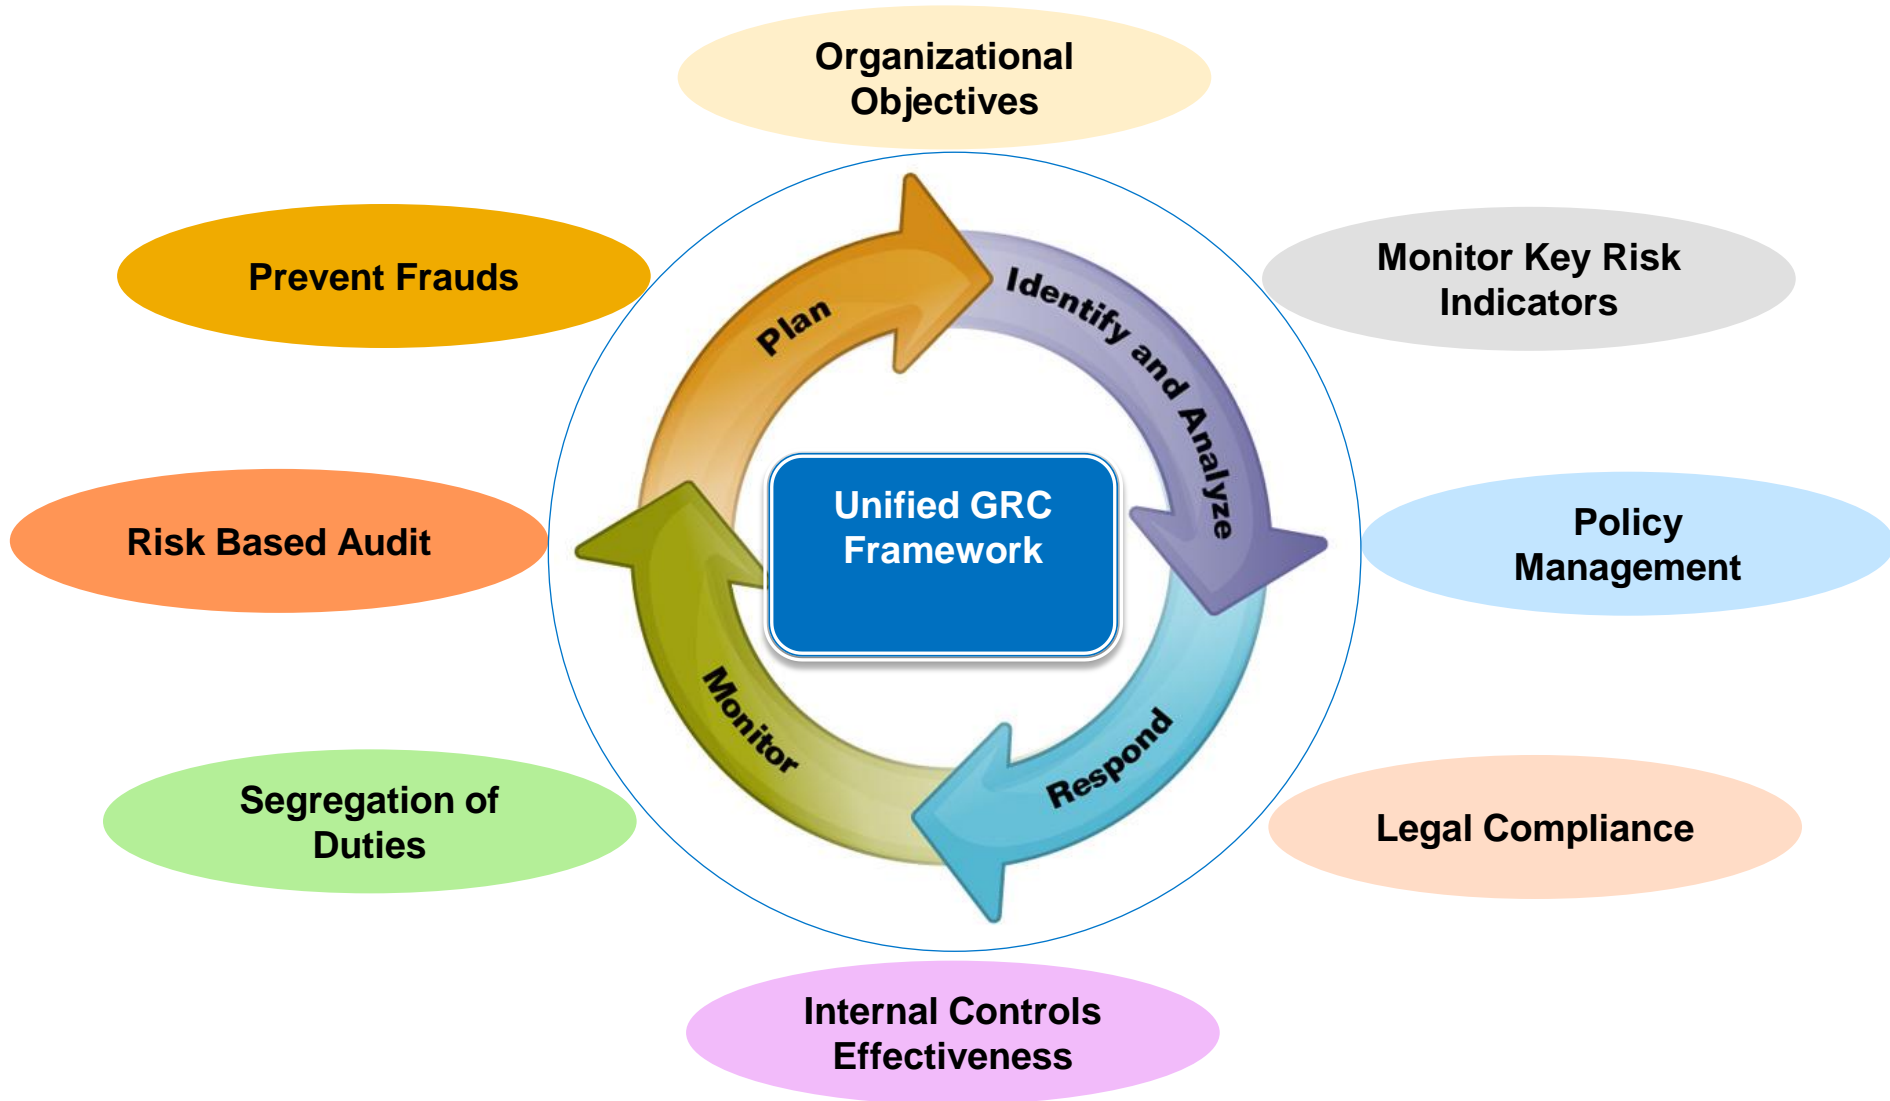 Organizational
Objectives
Prevent Frauds
Monitor Key Risk
Indicators
Plan
Identify and Analyze
Unified GRC
Framework
Risk Based Audit
Policy
Management
Monitor
Respond
Segregation of
Duties
Legal Compliance
Internal Controls
Effectiveness